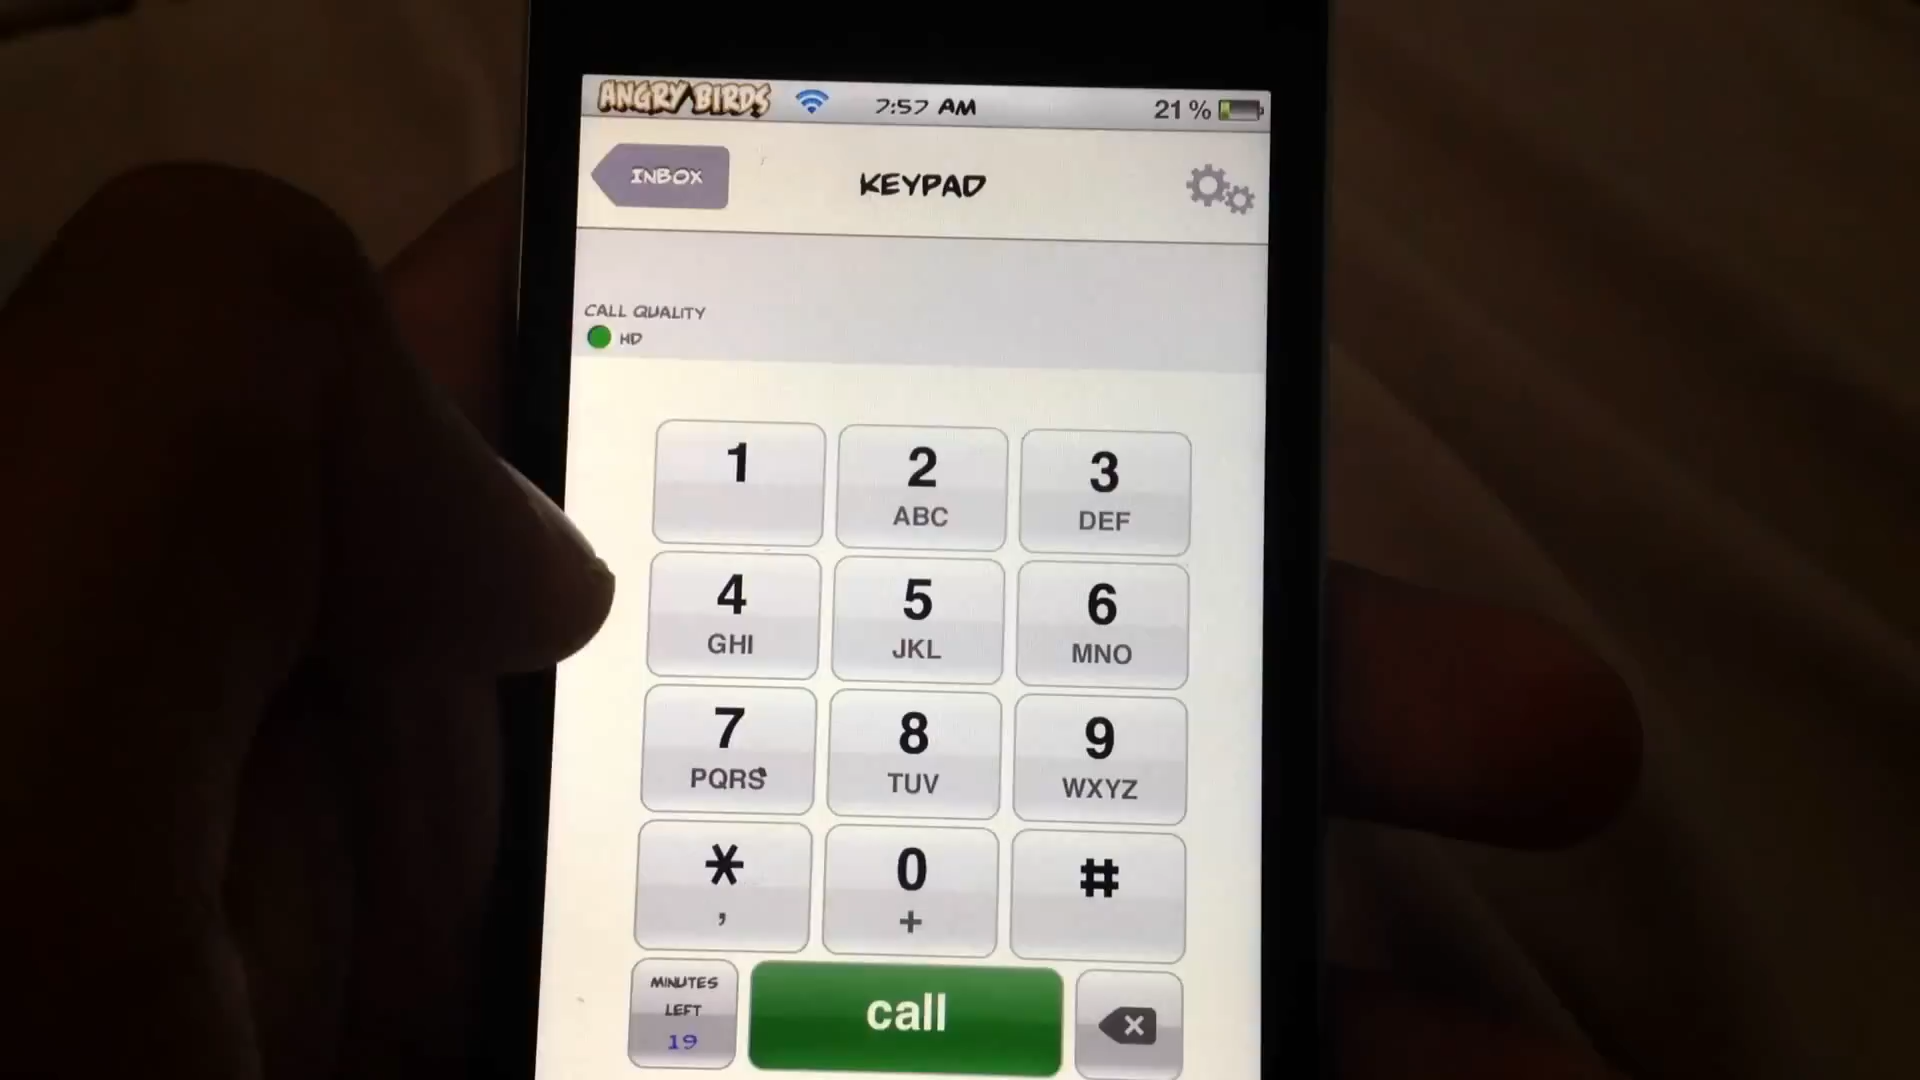 ANGRY BIRDS 7:57 AM 21%
INBOX KEYPAD
CALL QUALITY
HD
1 2 3
ABC DEF
4 5 6
GHI JKL MNO
7 8 9
PQRS TUV WXYZ
* 0 #
, +
MINUTES
LEFT
19
call